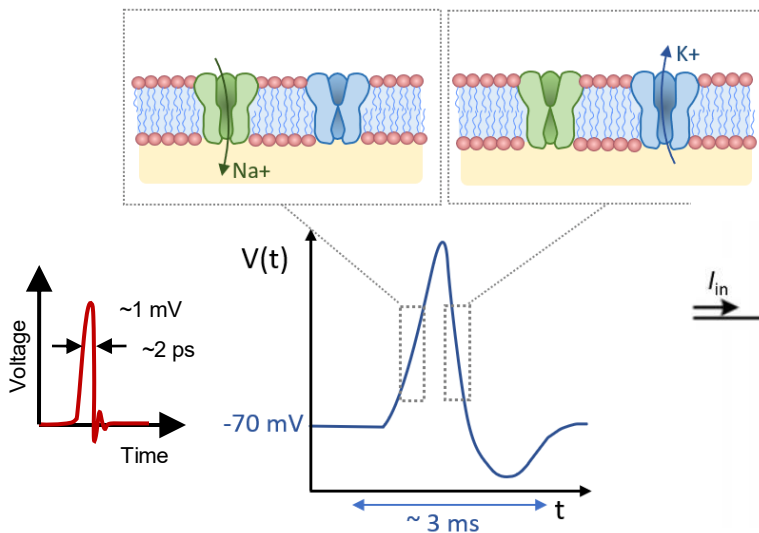 Na+
K+
V(t)
-70 mV
t
~ 3 ms
Voltage
~1 mV
~2 ps
Time
Iin